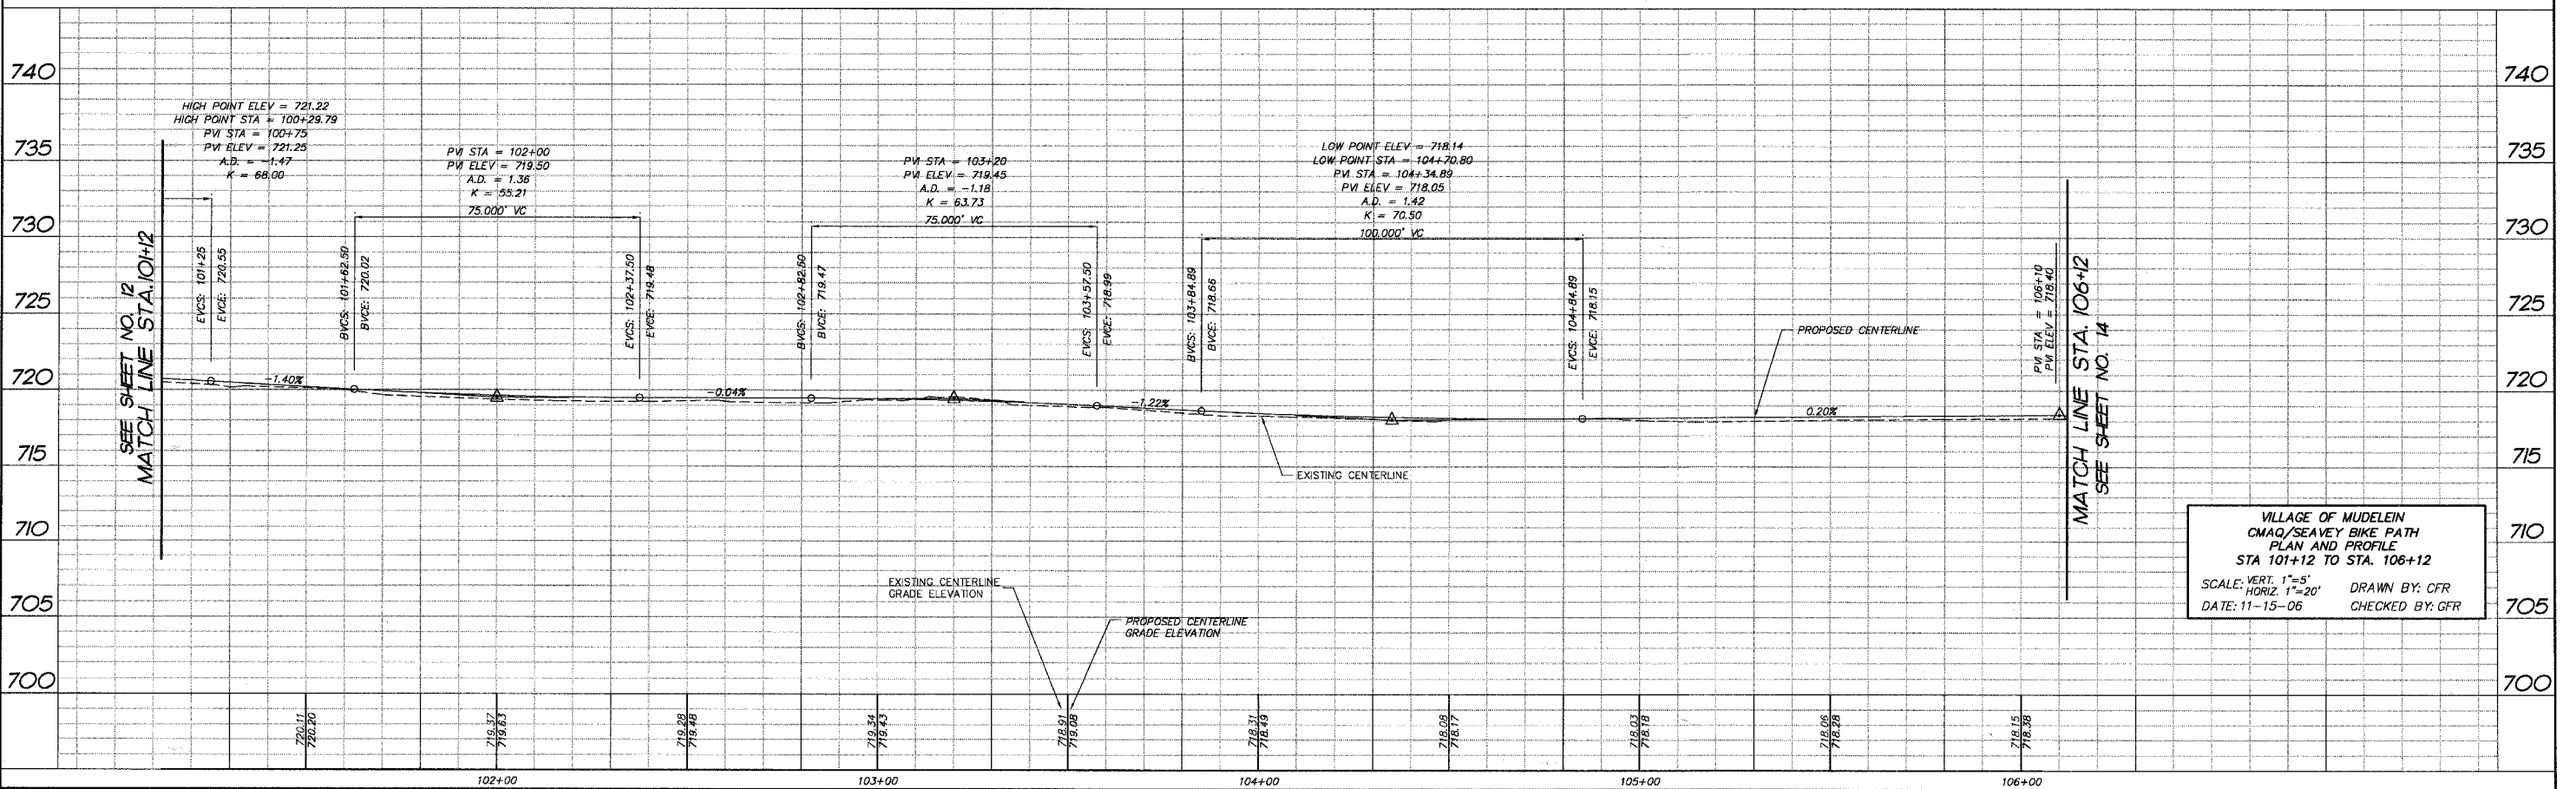 740
735
730
725
720
715
710
705
700
SEE SHEET NO. 12
MATCH LINE STA. 101+12
HIGH POINT ELEV = 721.22
HIGH POINT STA = 100+29.79
PVI STA = 100+75
PVI ELEV = 721.25
A.D. = -1.47
K = 68.00
EVCS: 101+25
EVCE: 720.55
-1.40%
PVI STA = 102+00
PVI ELEV = 719.50
A.D. = 1.36
K = 55.21
75.000' VC
BVCS: 101+62.50
BVCE: 720.02
EVCS: 102+37.50
EVCE: 719.48
-0.04%
PVI STA = 103+20
PVI ELEV = 719.45
A.D. = -1.18
K = 63.73
75.000' VC
BVCS: 102+82.50
BVCE: 719.47
EVCS: 103+57.50
EVCE: 718.99
-1.22%
LOW POINT ELEV = 718.14
LOW POINT STA = 104+70.80
PVI STA = 104+34.89
PVI ELEV = 718.05
A.D. = 1.42
K = 70.50
100.000' VC
BVCS: 103+84.89
BVCE: 718.66
EVCS: 104+84.89
EVCE: 718.15
PROPOSED CENTERLINE
0.20%
EXISTING CENTERLINE
PVI STA = 106+10
PVI ELEV = 718.40
MATCH LINE STA. 106+12
SEE SHEET NO. 14
740
735
730
725
720
715
710
705
700
EXISTING CENTERLINE
GRADE ELEVATION
PROPOSED CENTERLINE
GRADE ELEVATION
VILLAGE OF MUDELEIN
CMAQ/SEAVEY BIKE PATH
PLAN AND PROFILE
STA 101+12 TO STA. 106+12
SCALE: VERT. 1"=5'
HORIZ. 1"=20'
DRAWN BY: CFR
DATE: 11-15-06
CHECKED BY: GFR
720.11
720.20
719.37
719.63
719.28
719.48
719.34
719.43
718.91
719.08
718.31
718.49
718.08
718.17
718.03
718.18
718.06
718.28
718.15
718.38
102+00
103+00
104+00
105+00
106+00